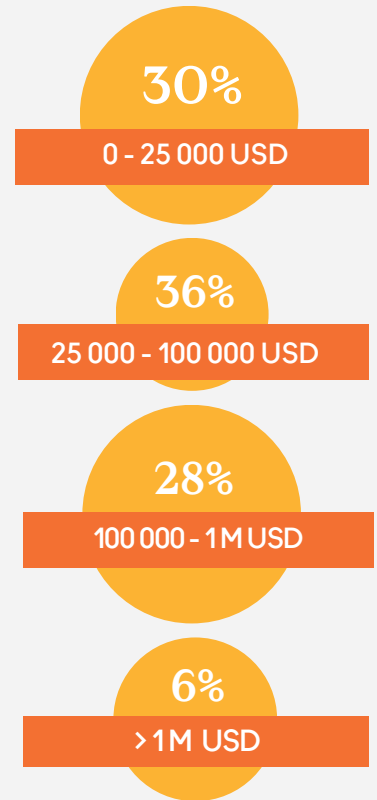 30%
0 - 25 000 USD
36%
25 000 - 100 000 USD
28%
100 000 - 1 M USD
6%
> 1 M USD